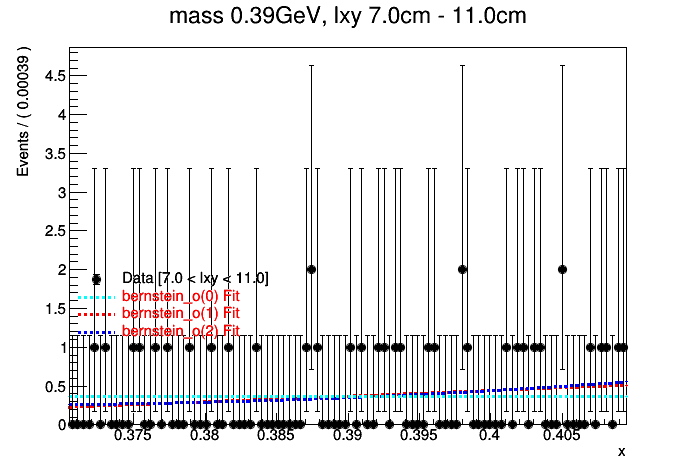 mass 0.39GeV, lxy 7.0cm - 11.0cm
Events / ( 0.00039 )
4.5
4
3.5
3
2.5
2
1.5
1
0.5
0
Data [7.0 < lxy < 11.0]
bernstein_o(0) Fit
bernstein_o(1) Fit
bernstein_o(2) Fit
0.375 0.38 0.385 0.39 0.395 0.4 0.405
x